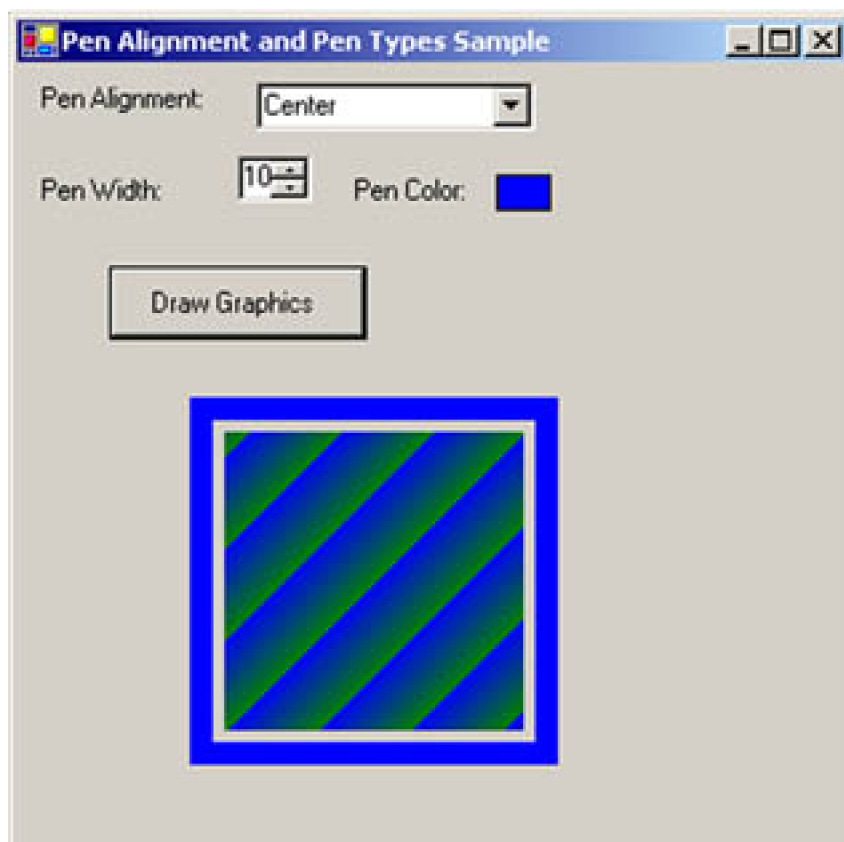 Pen Alignment and Pen Types Sample
Pen Alignment: Center
Pen Width: 10 Pen Color:
Draw Graphics